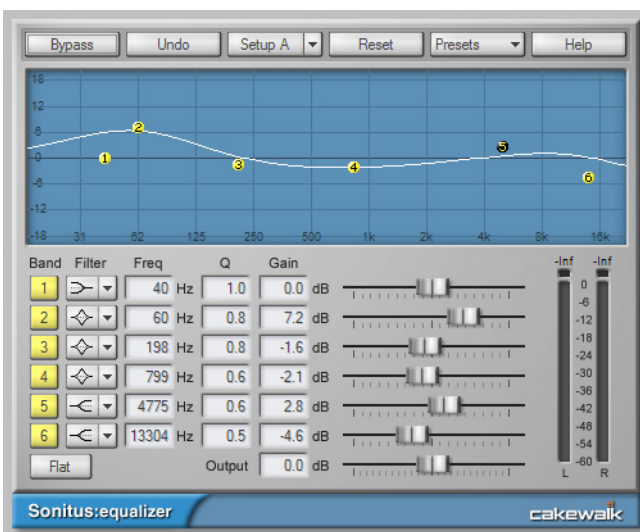 Bypass Undo Setup A Reset Presets Help
18
12
6
0
-6
-12
-18 31 62 125 250 500 1k 2k 4k 8k 16k
1 2 3 4 5 6
Band Filter Freq Q Gain -Inf -Inf
1 40 Hz 1.0 0.0 dB
2 60 Hz 0.8 7.2 dB
3 198 Hz 0.8 -1.6 dB
4 799 Hz 0.6 -2.1 dB
5 4775 Hz 0.6 2.8 dB
6 13304 Hz 0.5 -4.6 dB
Flat Output 0.0 dB
0
-6
-12
-18
-24
-30
-36
-42
-48
-54
-60
L R
Sonitus:equalizer cakewalk